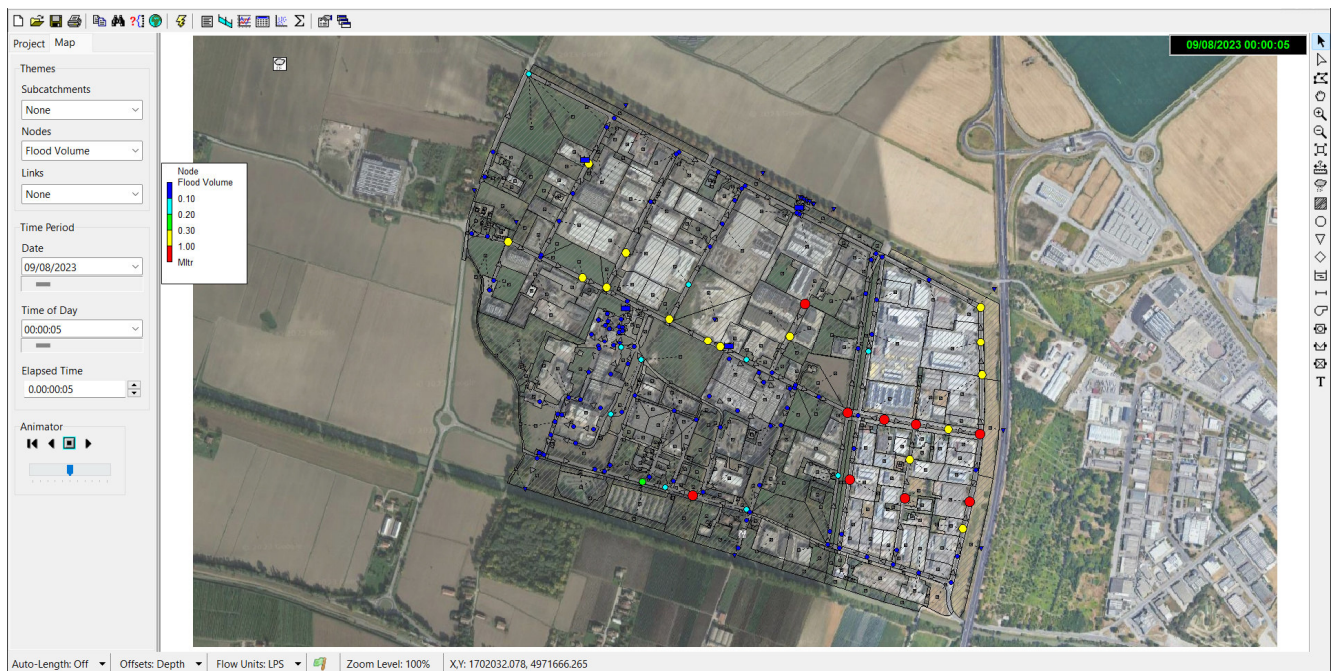 09/08/2023 00:00:05
Project Map
Themes
Subcatchments
None
Nodes
Flood Volume
Links
None
Time Period
Date
09/08/2023
Time of Day
00:00:05
Elapsed Time
0.00:00:05
Animator
Node
Flood Volume
0.10
0.20
0.30
1.00
Mltr
T
Auto-Length: Off Offsets: Depth Flow Units: LPS Zoom Level: 100% X,Y: 1702032.078, 4971666.265